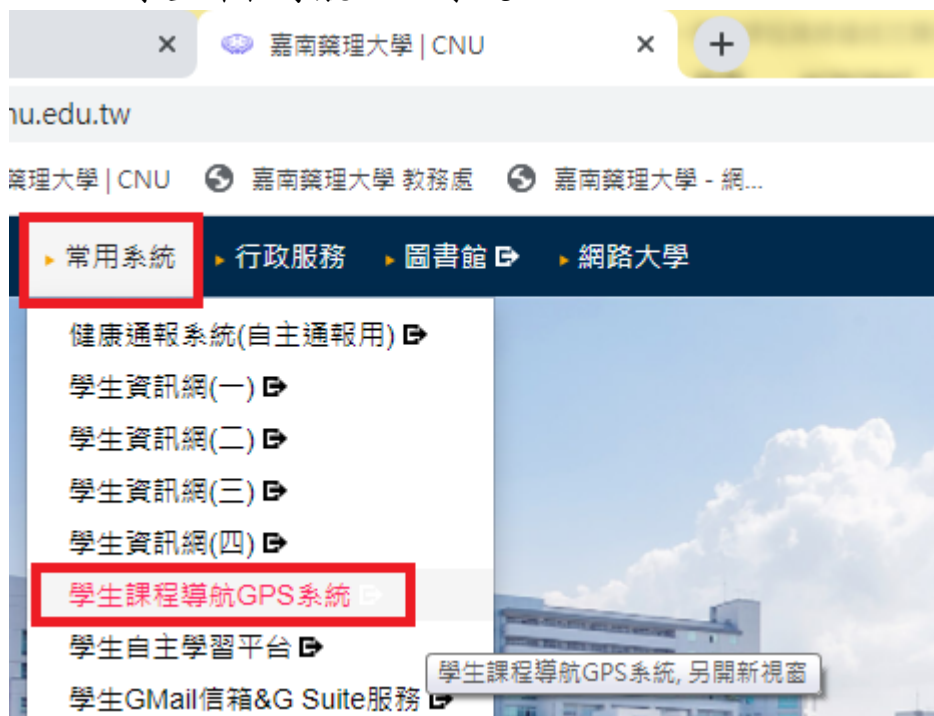 嘉南藥理大學 | CNU
nu.edu.tw
藥理大學 | CNU 嘉南藥理大學 教務處 嘉南藥理大學 - 網...
常用系統 行政服務 圖書館 網路大學
健康通報系統(自主通報用)
學生資訊網(一)
學生資訊網(二)
學生資訊網(三)
學生資訊網(四)
學生課程導航GPS系統
學生自主學習平台
學生課程導航GPS系統, 另開新視窗
學生GMail信箱&G Suite服務